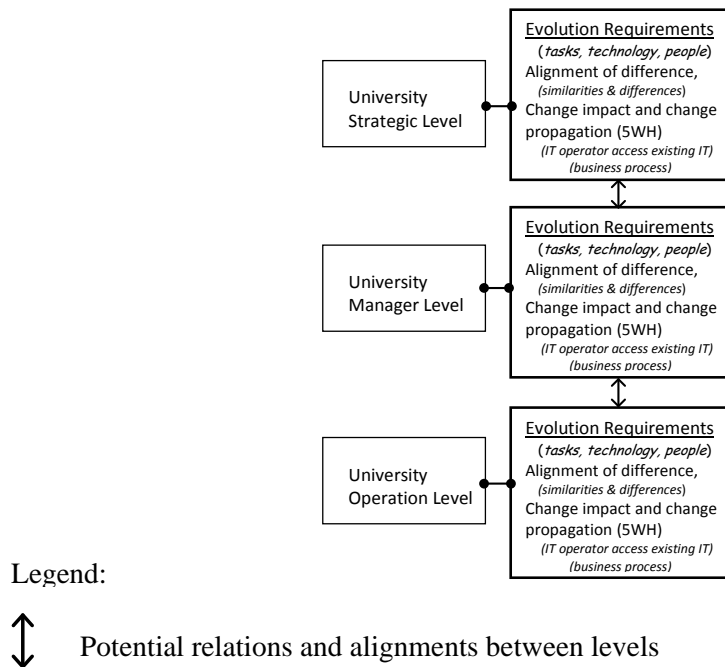 Evolution Requirements
(tasks, technology, people)
Alignment of difference,
(similarities & differences)
Change impact and change
propagation (5WH)
(IT operator access existing IT)
(business process)
University
Strategic Level
Evolution Requirements
(tasks, technology, people)
Alignment of difference,
(similarities & differences)
Change impact and change
propagation (5WH)
(IT operator access existing IT)
(business process)
University
Manager Level
Evolution Requirements
(tasks, technology, people)
Alignment of difference,
(similarities & differences)
Change impact and change
propagation (5WH)
(IT operator access existing IT)
(business process)
University
Operation Level
Legend:
Potential relations and alignments between levels